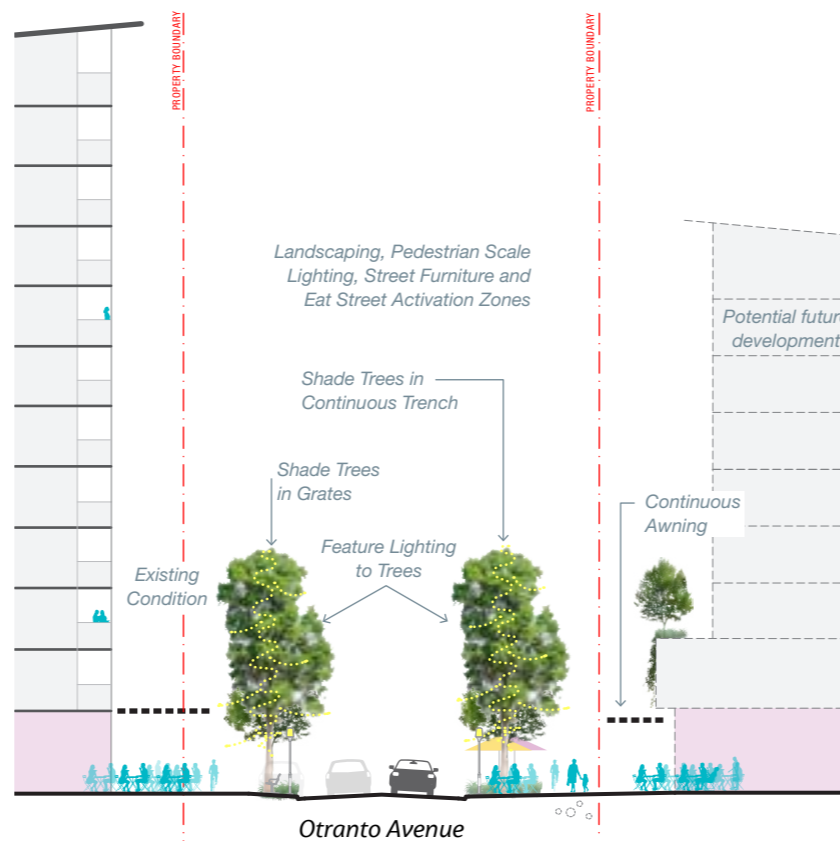 PROPERTY BOUNDARY
PROPERTY BOUNDARY
Landscaping, Pedestrian Scale
Lighting, Street Furniture and
Eat Street Activation Zones
Potential future
development
Shade Trees in
Continuous Trench
Shade Trees
in Grates
Continuous
Awning
Feature Lighting
to Trees
Existing
Condition
Otranto Avenue